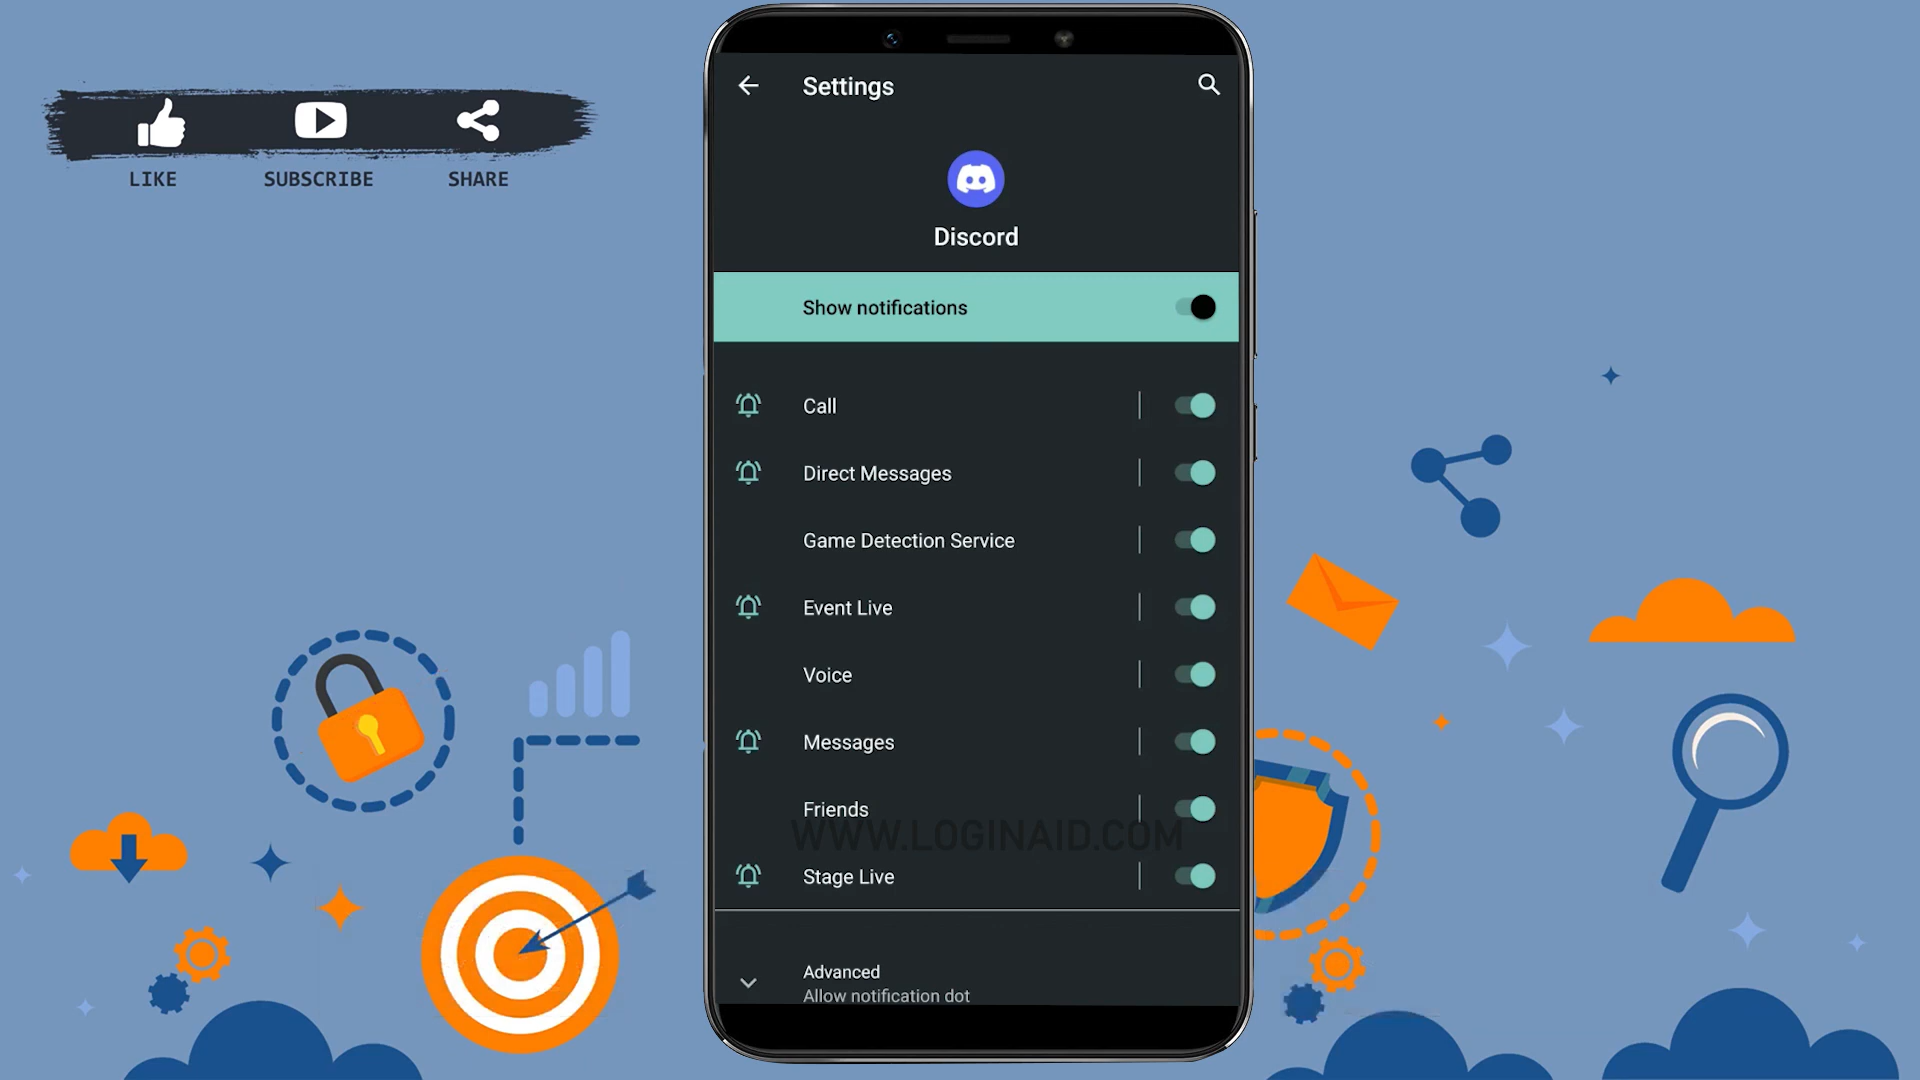 LIKE
SUBSCRIBE
SHARE
Settings
Discord
Show notifications
Call
Direct Messages
Game Detection Service
Event Live
Voice
Messages
Friends
WWW.LOGINAID.COM
Stage Live
Advanced
Allow notification dot